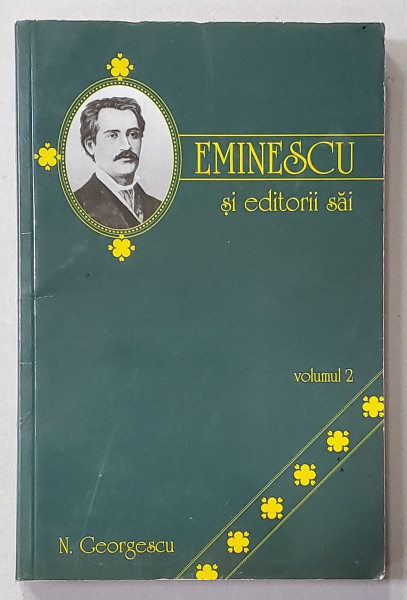 EMINESCU
și editorii săi
volumul 2
N. Georgescu